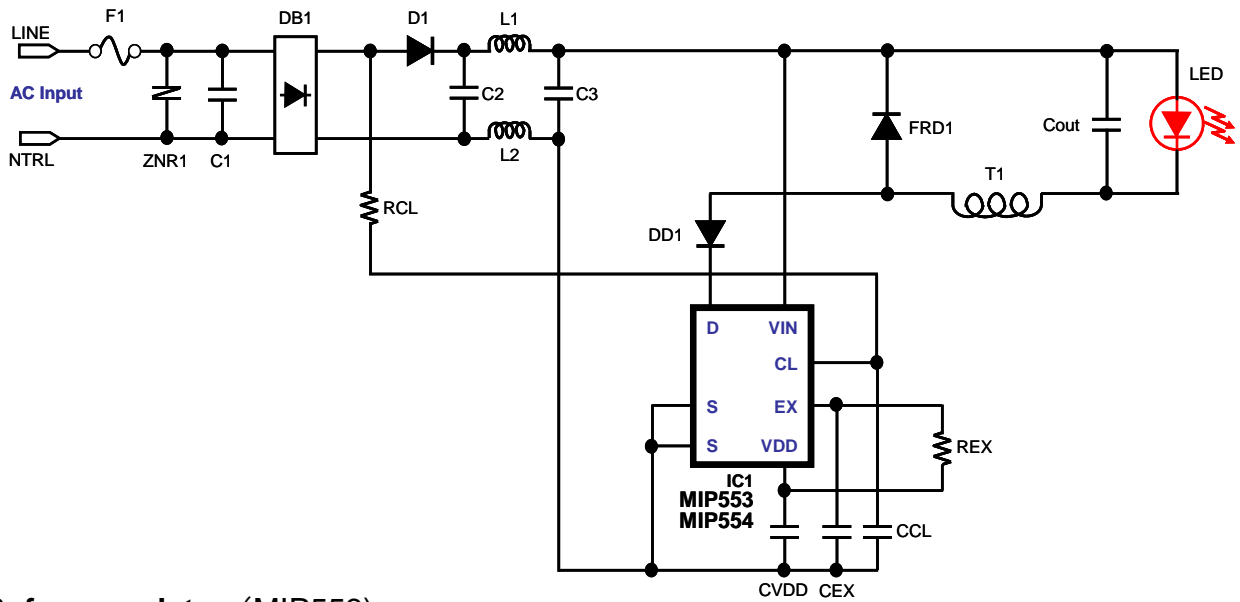 F1
DB1
D1
L1
LINE
LED
AC Input
C2
C3
FRD1
Cout
NTRL
ZNR1
C1
L2
T1
RCL
DD1
D
VIN
CL
S
EX
S
VDD
REX
IC1
MIP553
MIP554
CCL
CVDD
CEX